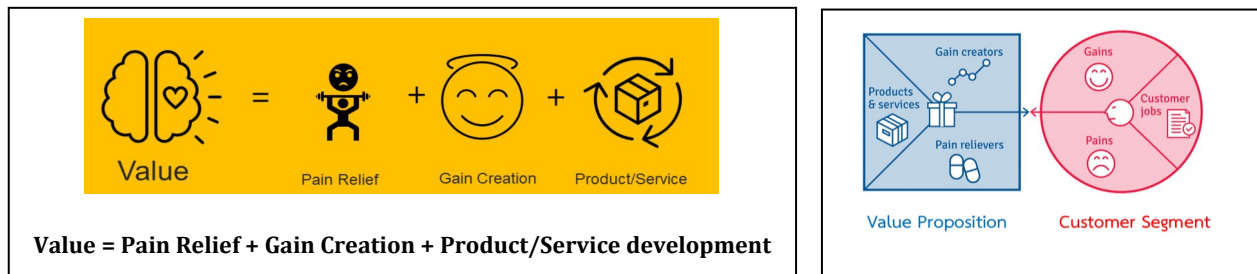 Value
=
+
+
Pain Relief
Gain Creation
Product/Service
Value = Pain Relief + Gain Creation + Product/Service development
Gain creators
Products
& services
Pain relievers
Value Proposition
Gains
Customer
jobs
Pains
Customer Segment